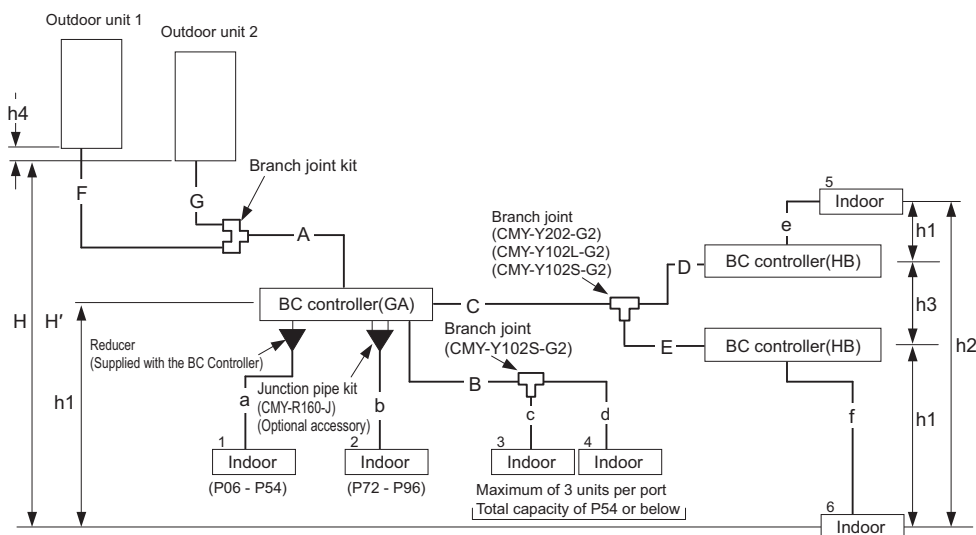 Outdoor unit 1
Outdoor unit 2
h4
Branch joint kit
F
G
A
H
H′
h1
BC controller(GA)
Reducer
(Supplied with the BC Controller)
Junction pipe kit
(CMY-R160-J)
(Optional accessory)
a
b
1
Indoor
(P06 - P54)
2
Indoor
(P72 - P96)
C
B
Branch joint
(CMY-Y102S-G2)
c
d
3
Indoor
4
Indoor
Maximum of 3 units per port
Total capacity of P54 or below
Branch joint
(CMY-Y202-G2)
(CMY-Y102L-G2)
(CMY-Y102S-G2)
D
E
5
Indoor
e
BC controller(HB)
BC controller(HB)
f
6
Indoor
h1
h3
h1
h2